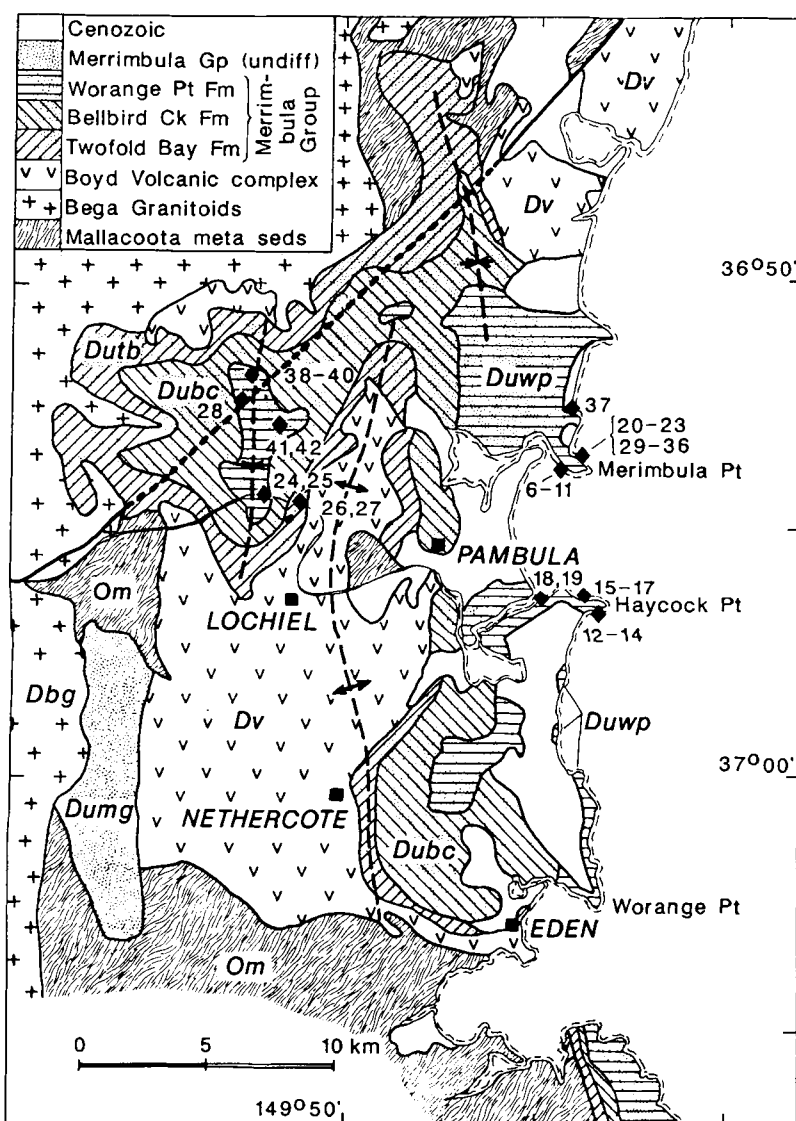 Cenozoic
Merrimbula Gp (undiff)
Worange Pt Fm
Bellbird Ck Fm
Twofold Bay Fm
Merrim-
bula
Group
Boyd Volcanic complex
Bega Granitoids
Mallacoota meta seds
Dv
Dv
36°50'
Dutb
Dubc
28
38-40
41,42
24,25
26,27
Duwp
37
20-23
29-36
Merimbula Pt
6-11
PAMBULA
18,19
15-17
Haycock Pt
12-14
Om
LOCHIEL
Dbg
Dv
Duwp
37°00'
Dumg
NETHERCOTE
Dubc
Worange Pt
EDEN
Om
0 5 10 km
149°50'